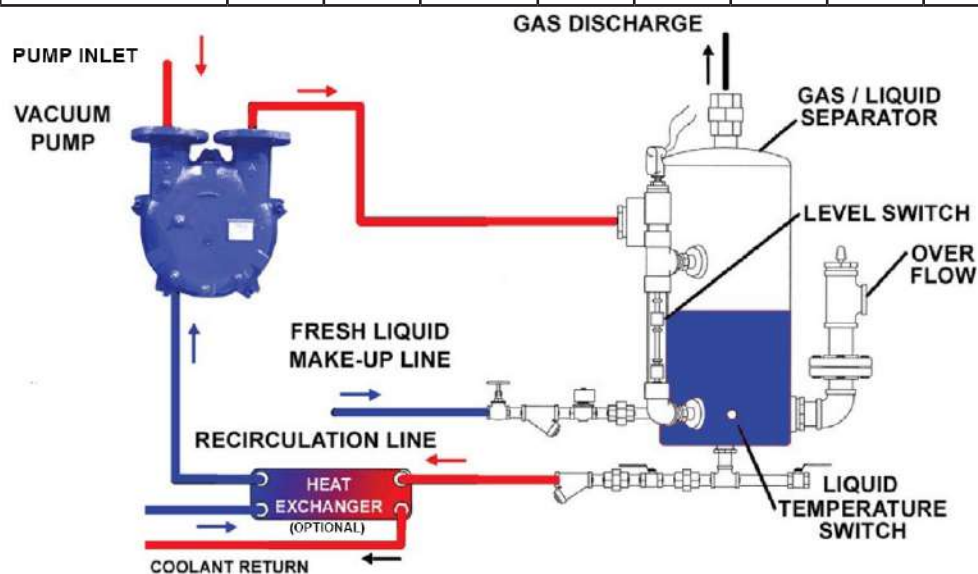 GAS DISCHARGE
PUMP INLET
VACUUM
PUMP
GAS / LIQUID
SEPARATOR
LEVEL SWITCH
OVER
FLOW
FRESH LIQUID
MAKE-UP LINE
RECIRCULATION LINE
HEAT
EXCHANGER
(OPTIONAL)
LIQUID
TEMPERATURE
SWITCH
COOLANT RETURN